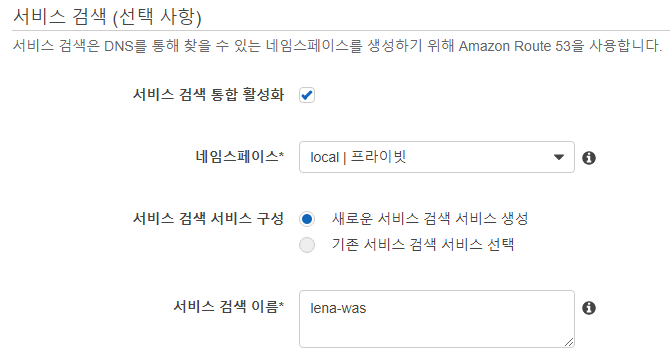 서비스 검색 (선택 사항)
서비스 검색은 DNS를 통해 찾을 수 있는 네임스페이스를 생성하기 위해 Amazon Route 53을 사용합니다.
서비스 검색 통합 활성화
네임스페이스* local | 프라이빗
서비스 검색 서비스 구성 새로운 서비스 검색 서비스 생성
기존 서비스 검색 서비스 선택
서비스 검색 이름* lena-was